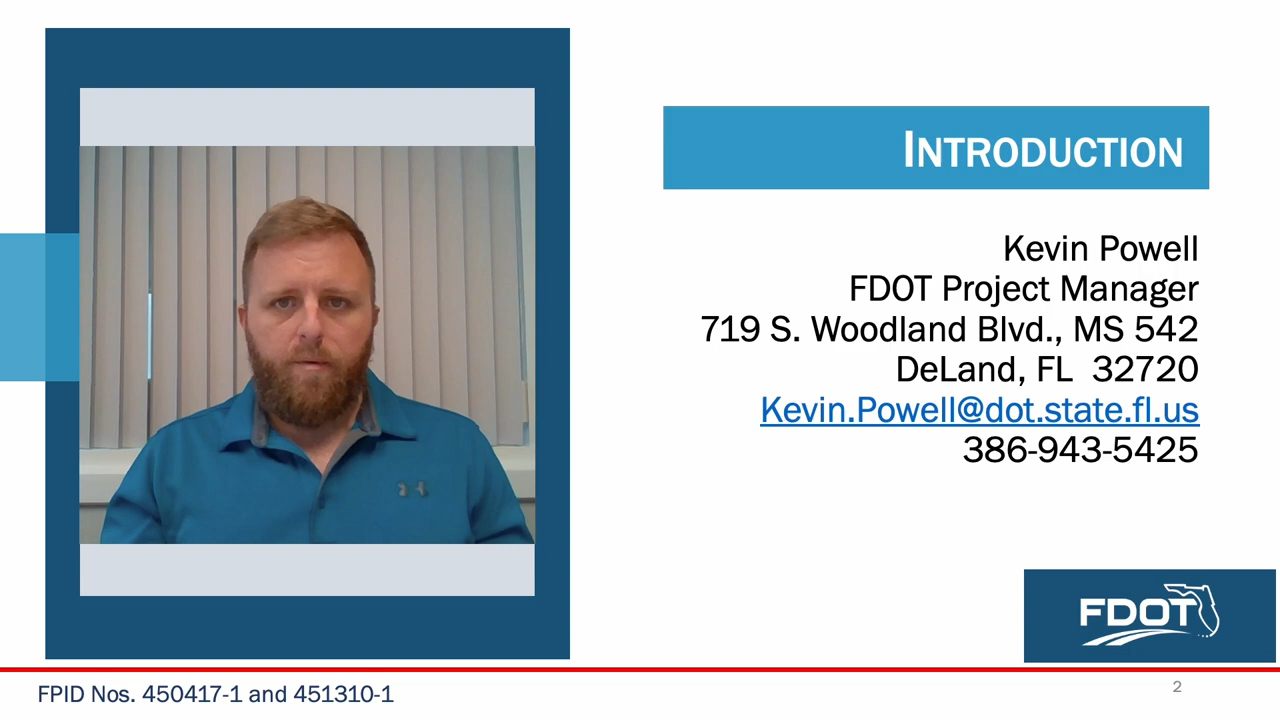 INTRODUCTION
Kevin Powell
FDOT Project Manager
719 S. Woodland Blvd., MS 542
DeLand, FL  32720
Kevin.Powell@dot.state.fl.us
386-943-5425
FDOT
FPID Nos. 450417-1 and 451310-1
2